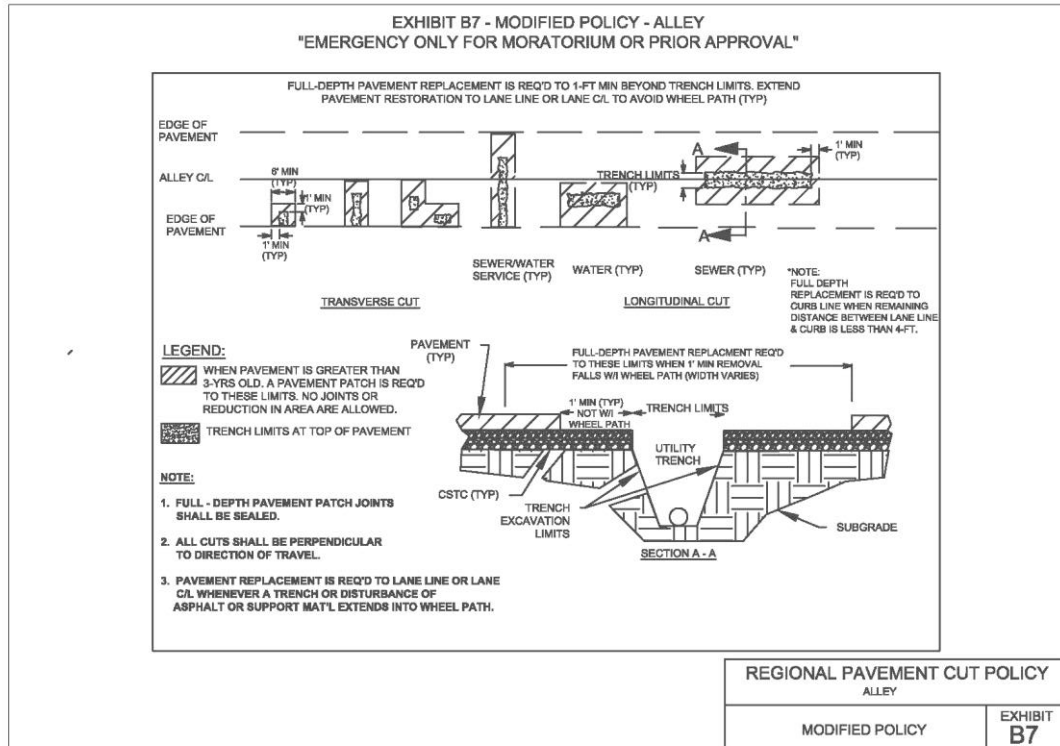 EXHIBIT B7 - MODIFIED POLICY - ALLEY
"EMERGENCY ONLY FOR MORATORIUM OR PRIOR APPROVAL"
FULL-DEPTH PAVEMENT REPLACEMENT IS REQ'D TO 1-FT MIN BEYOND TRENCH LIMITS. EXTEND
PAVEMENT RESTORATION TO LANE LINE OR LANE C/L TO AVOID WHEEL PATH (TYP)
EDGE OF
PAVEMENT
ALLEY C/L
EDGE OF
PAVEMENT
6' MIN
(TYP)
1' MIN
(TYP)
1' MIN
(TYP)
A
TRENCH LIMITS
(TYP)
A
1' MIN
(TYP)
SEWER/WATER
SERVICE (TYP)
WATER (TYP)
SEWER (TYP)
TRANSVERSE CUT
LONGITUDINAL CUT
*NOTE:
FULL DEPTH
REPLACEMENT IS REQ'D TO
CURB LINE WHEN REMAINING
DISTANCE BETWEEN LANE LINE
& CURB IS LESS THAN 4-FT.
LEGEND:
WHEN PAVEMENT IS GREATER THAN
3-YRS OLD. A PAVEMENT PATCH IS REQ'D
TO THESE LIMITS. NO JOINTS OR
REDUCTION IN AREA ARE ALLOWED.
TRENCH LIMITS AT TOP OF PAVEMENT
NOTE:
1. FULL - DEPTH PAVEMENT PATCH JOINTS
SHALL BE SEALED.
2. ALL CUTS SHALL BE PERPENDICULAR
TO DIRECTION OF TRAVEL.
3. PAVEMENT REPLACEMENT IS REQ'D TO LANE LINE OR LANE
C/L WHENEVER A TRENCH OR DISTURBANCE OF
ASPHALT OR SUPPORT MAT'L EXTENDS INTO WHEEL PATH.
PAVEMENT
(TYP)
FULL-DEPTH PAVEMENT REPLACMENT REQ'D
TO THESE LIMITS WHEN 1' MIN REMOVAL
FALLS W/I WHEEL PATH (WIDTH VARIES)
1' MIN (TYP)
NOT W/I
WHEEL PATH
TRENCH LIMITS
UTILITY
TRENCH
CSTC (TYP)
TRENCH
EXCAVATION
LIMITS
SUBGRADE
SECTION A - A
REGIONAL PAVEMENT CUT POLICY
ALLEY
MODIFIED POLICY
EXHIBIT
B7